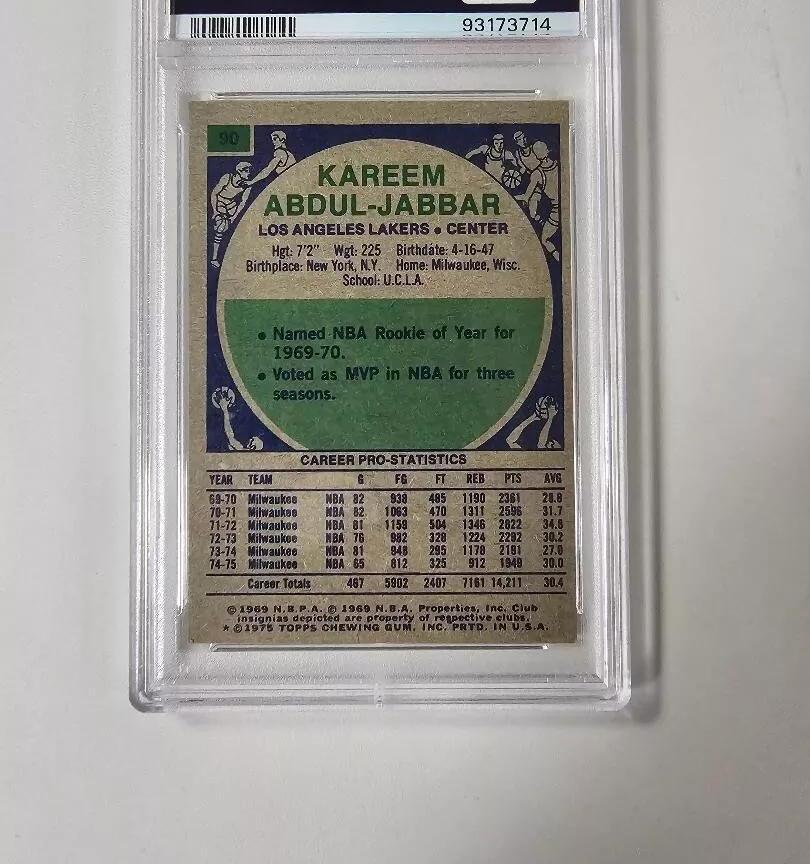 93173714
90
KAREEM
ABDUL-JABBAR
LOS ANGELES LAKERS • CENTER
Hgt: 7'2" Wgt: 225 Birthdate: 4-16-47
Birthplace: New York, N.Y. Home: Milwaukee, Wisc.
School: U.C.L.A.
• Named NBA Rookie of Year for
1969-70.
• Voted as MVP in NBA for three
seasons.
CAREER PRO-STATISTICS
YEAR TEAM G FG FT REB PTS AVG
69-70 Milwaukee NBA 82 938 485 1190 2361 28.8
70-71 Milwaukee NBA 82 1063 470 1311 2596 31.7
71-72 Milwaukee NBA 81 1159 504 1346 2822 34.8
72-73 Milwaukee NBA 76 982 328 1224 2292 30.2
73-74 Milwaukee NBA 81 948 295 1178 2191 27.0
74-75 Milwaukee NBA 65 812 325 912 1949 30.0
Career Totals 467 5902 2407 7161 14,211 30.4
© 1969 N.B.P.A. © 1969 N.B.A. Properties, Inc. Club
insignias depicted are property of respective clubs.
* © 1975 TOPPS CHEWING GUM, INC. PRTD. IN U.S.A.